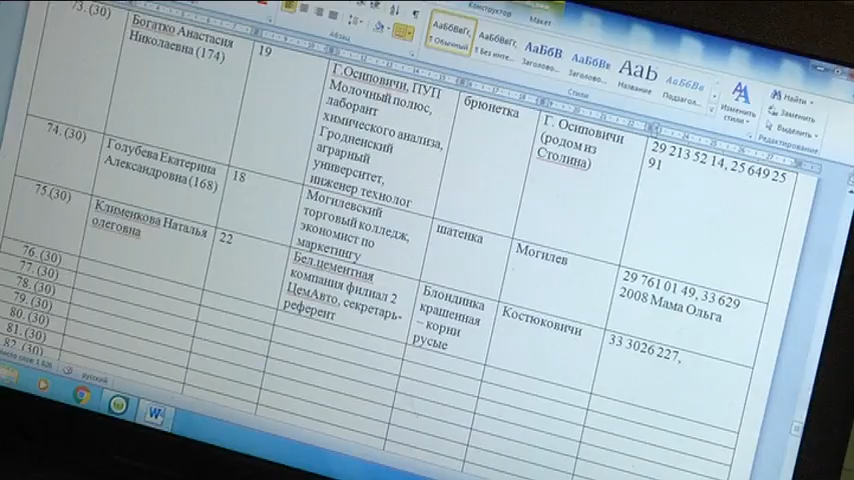 Конструктов
Макет
АаБбВвГг,
¶ Обычный
АаБбВвГг,
¶ Без инте...
АаБбВ
Заголово...
АаБбВв
Заголово...
АаБ
Название
АаБбВв
Подзагол...
Изменить
стили
Найти
Заменить
Выделить
Абзац
Стили
Редактирование
73. (30)
Богатко Анастасия
Николаевна (174)
19
Г.Осиповичи, ПУП
Молочный полюс,
лаборант
химического анализа,
Гродненский
аграрный
университет,
инженер технолог
брюнетка
Г. Осиповичи
(родом из
Столина)
29 213 52 14, 25 649 25
91
74. (30)
Голубева Екатерина
Александровна (168)
18
Могилевский
торговый колледж,
экономист по
маркетингу
шатенка
Могилев
29 761 01 49, 33 629
2008 Мама Ольга
75.(30)
Клименкова Наталья
олеговна
22
Бел.цементная
компания филиал 2
ЦемАвто, секретарь-
референт
Блондинка
крашенная
– корни
русые
Костюковичи
33 3026 227,
76. (30)
77. (30)
78. (30)
79. (30)
80. (30)
81. (30)
82. (30)
русский